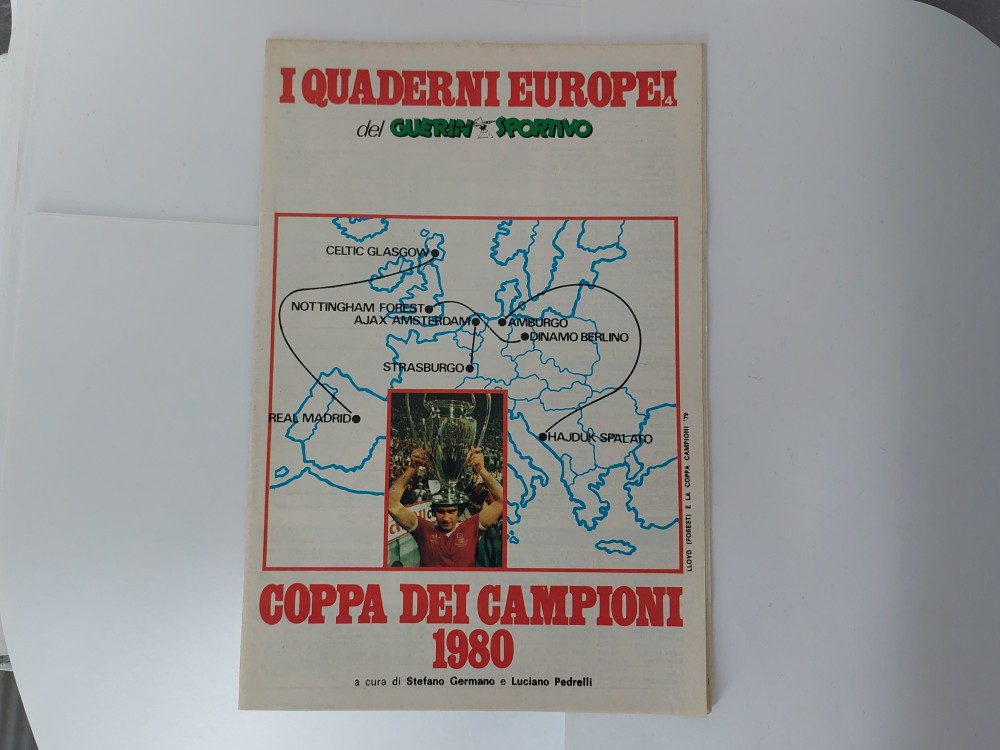 I QUADERNI EUROPEI
4
del GUERIN SPORTIVO
CELTIC GLASGOW
NOTTINGHAM FOREST
AJAX AMSTERDAM
AMBURGO
DINAMO BERLINO
STRASBURGO
REAL MADRID
HAJDUK SPALATO
LLOYD (FOREST) E LA COPPA CAMPIONI '79
COPPA DEI CAMPIONI
1980
a cura di Stefano Germano e Luciano Pedrelli